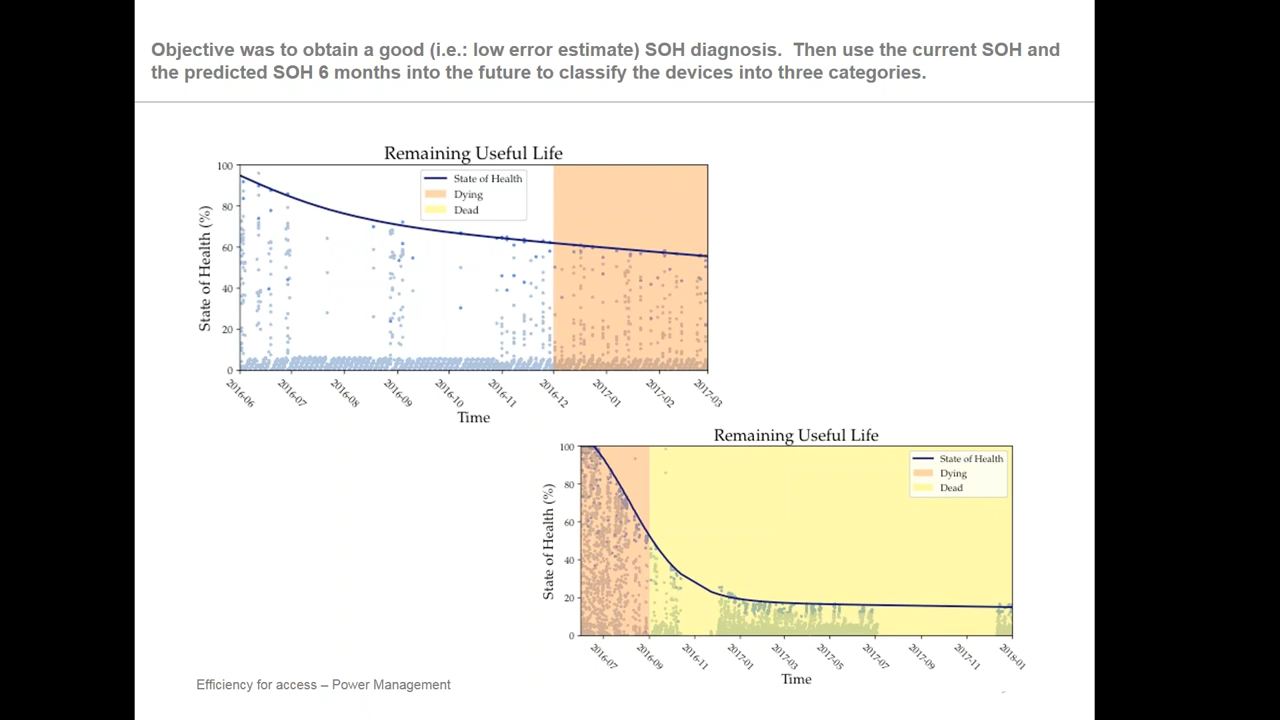 Objective was to obtain a good (i.e.: low error estimate) SOH diagnosis.  Then use the current SOH and
the predicted SOH 6 months into the future to classify the devices into three categories.
Remaining Useful Life
State of Health (%)
100
80
60
40
20
0
State of Health
Dying
Dead
2016-06
2016-07
2016-08
2016-09
2016-10
2016-11
2016-12
2017-01
2017-02
2017-03
Time
Remaining Useful Life
State of Health (%)
100
80
60
40
20
0
State of Health
Dying
Dead
2016-07
2016-09
2016-11
2017-01
2017-03
2017-05
2017-07
2017-09
2017-11
2018-01
Time
Efficiency for access – Power Management